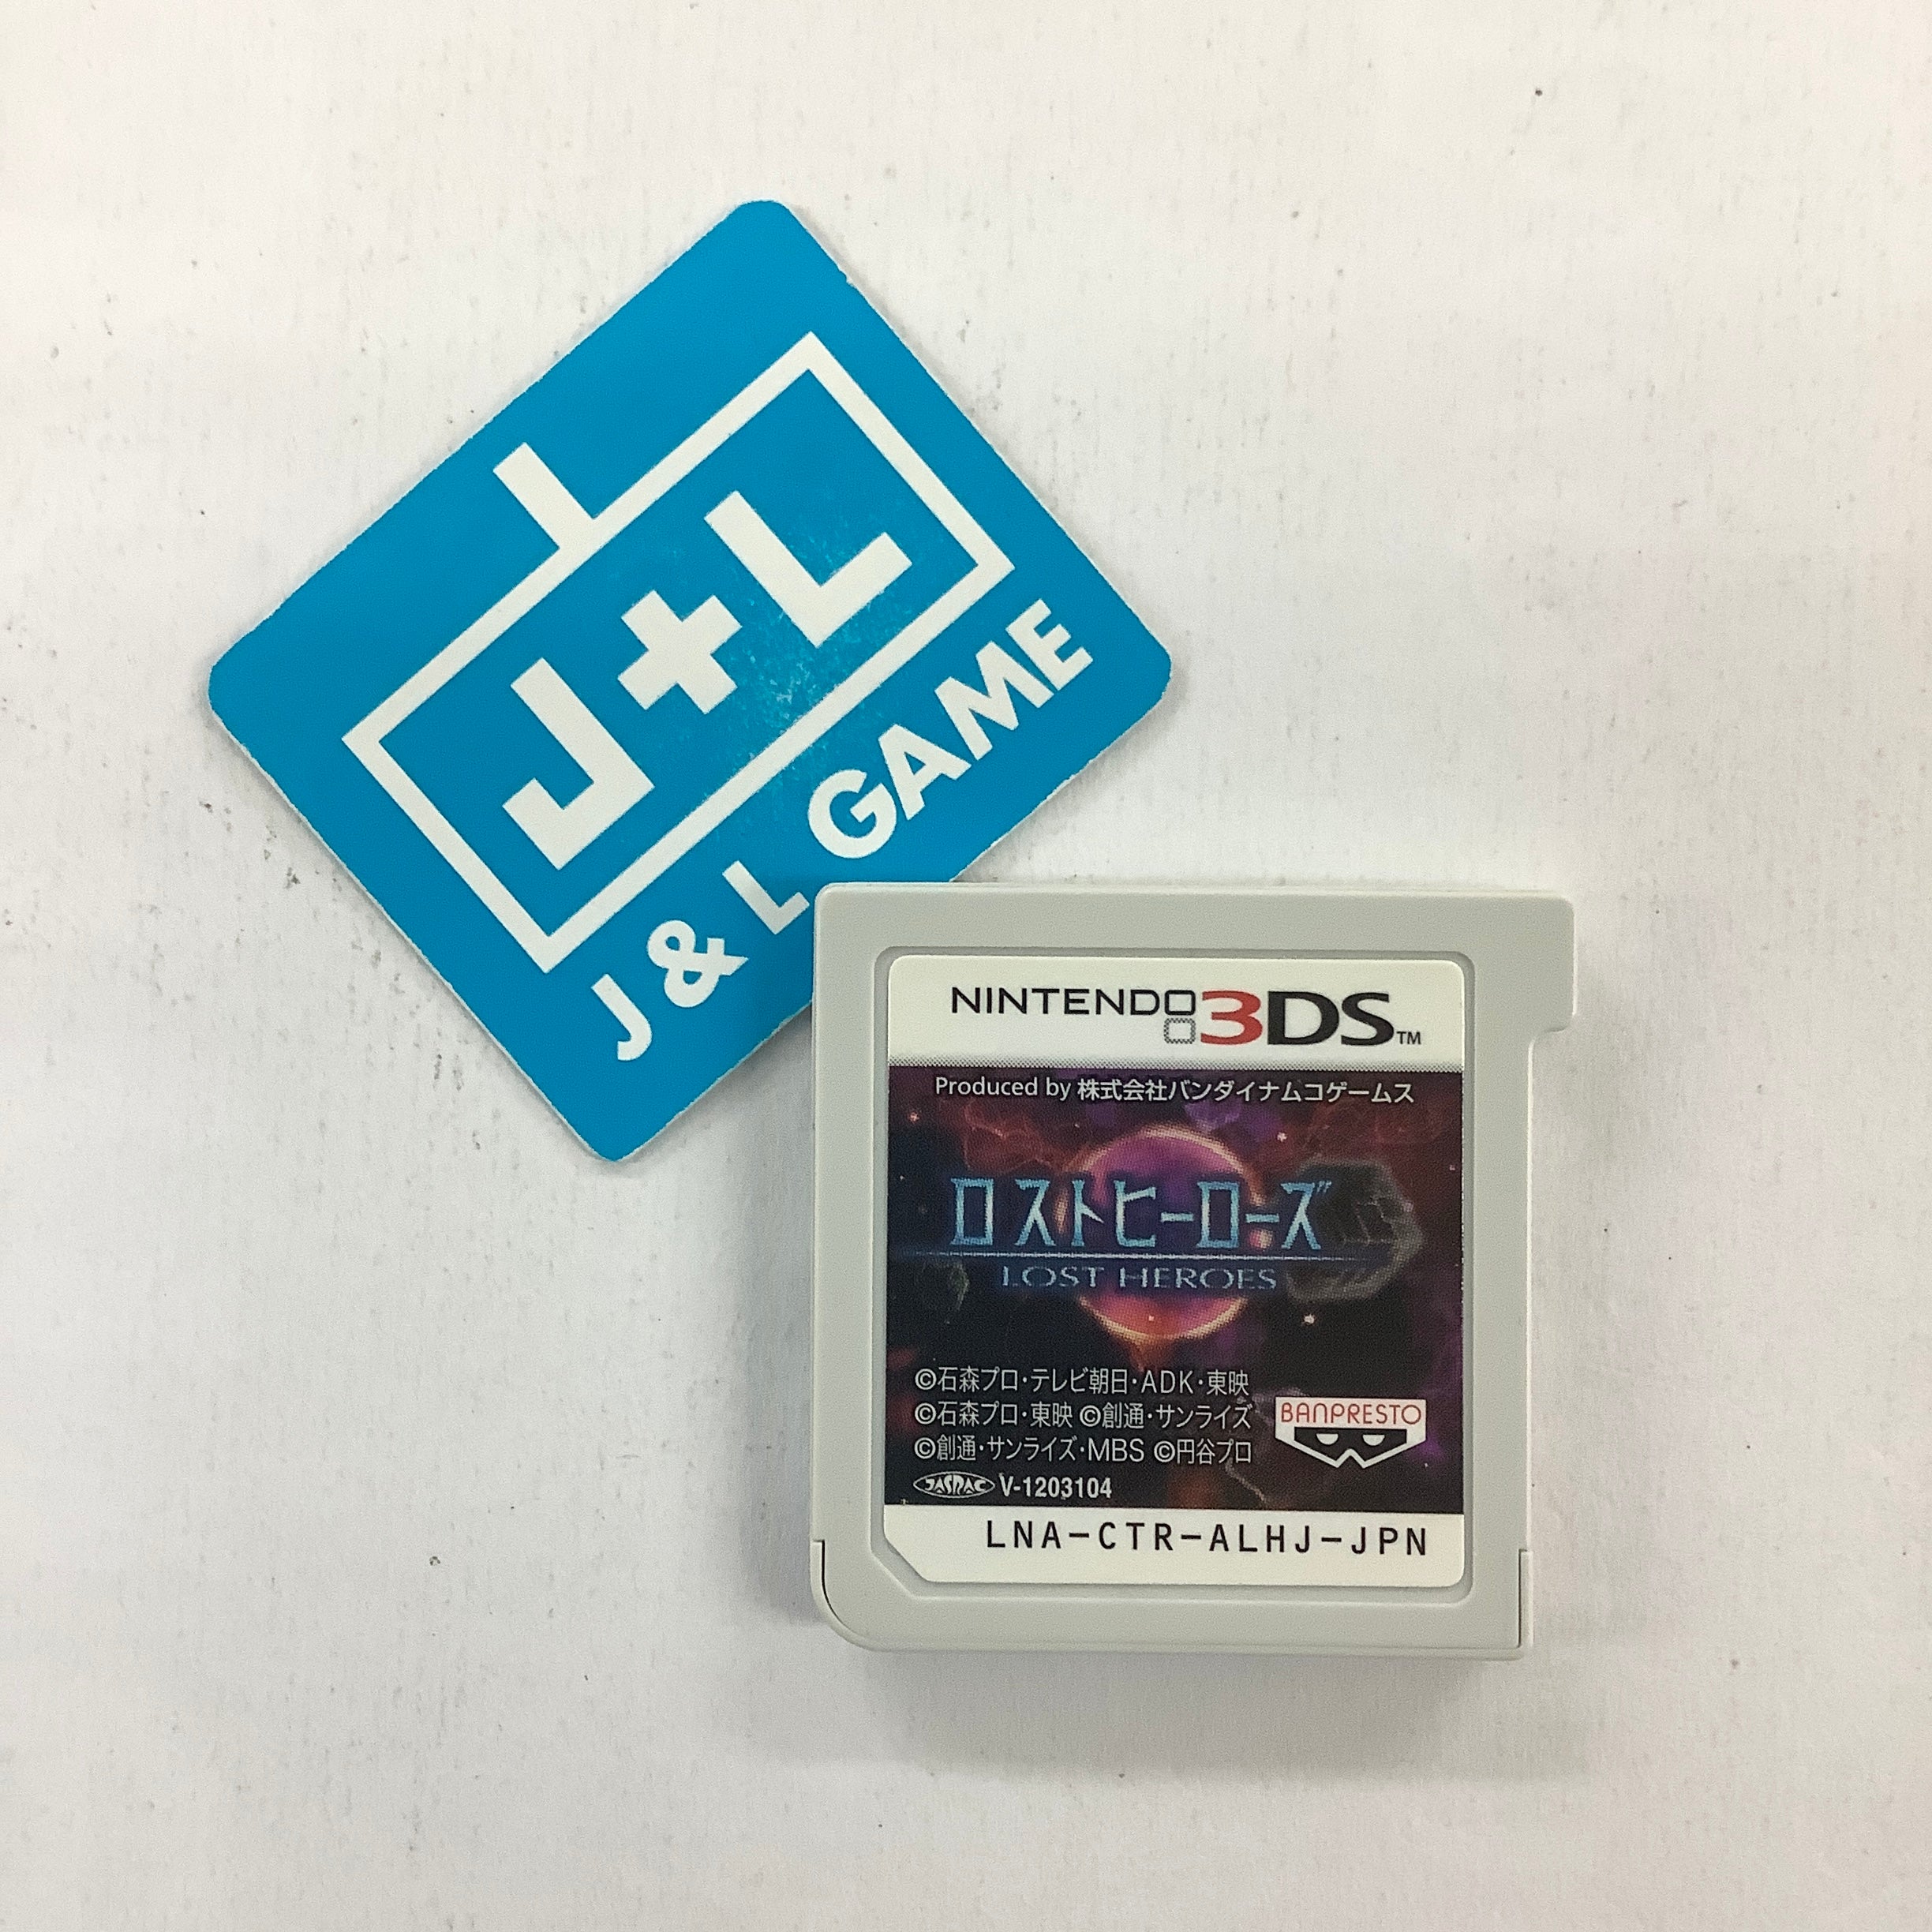 J+L
J & L GAME
NINTENDO 3DS™
Produced by 株式会社バンダイナムコゲームス
ロストヒーローズ
LOST HEROES
©石森プロ・テレビ朝日・ADK・東映
©石森プロ・東映 ©創通・サンライズ
©創通・サンライズ・MBS ©円谷プロ
BANPRESTO
JASRAC V-1203104
LNA-CTR-ALHJ-JPN